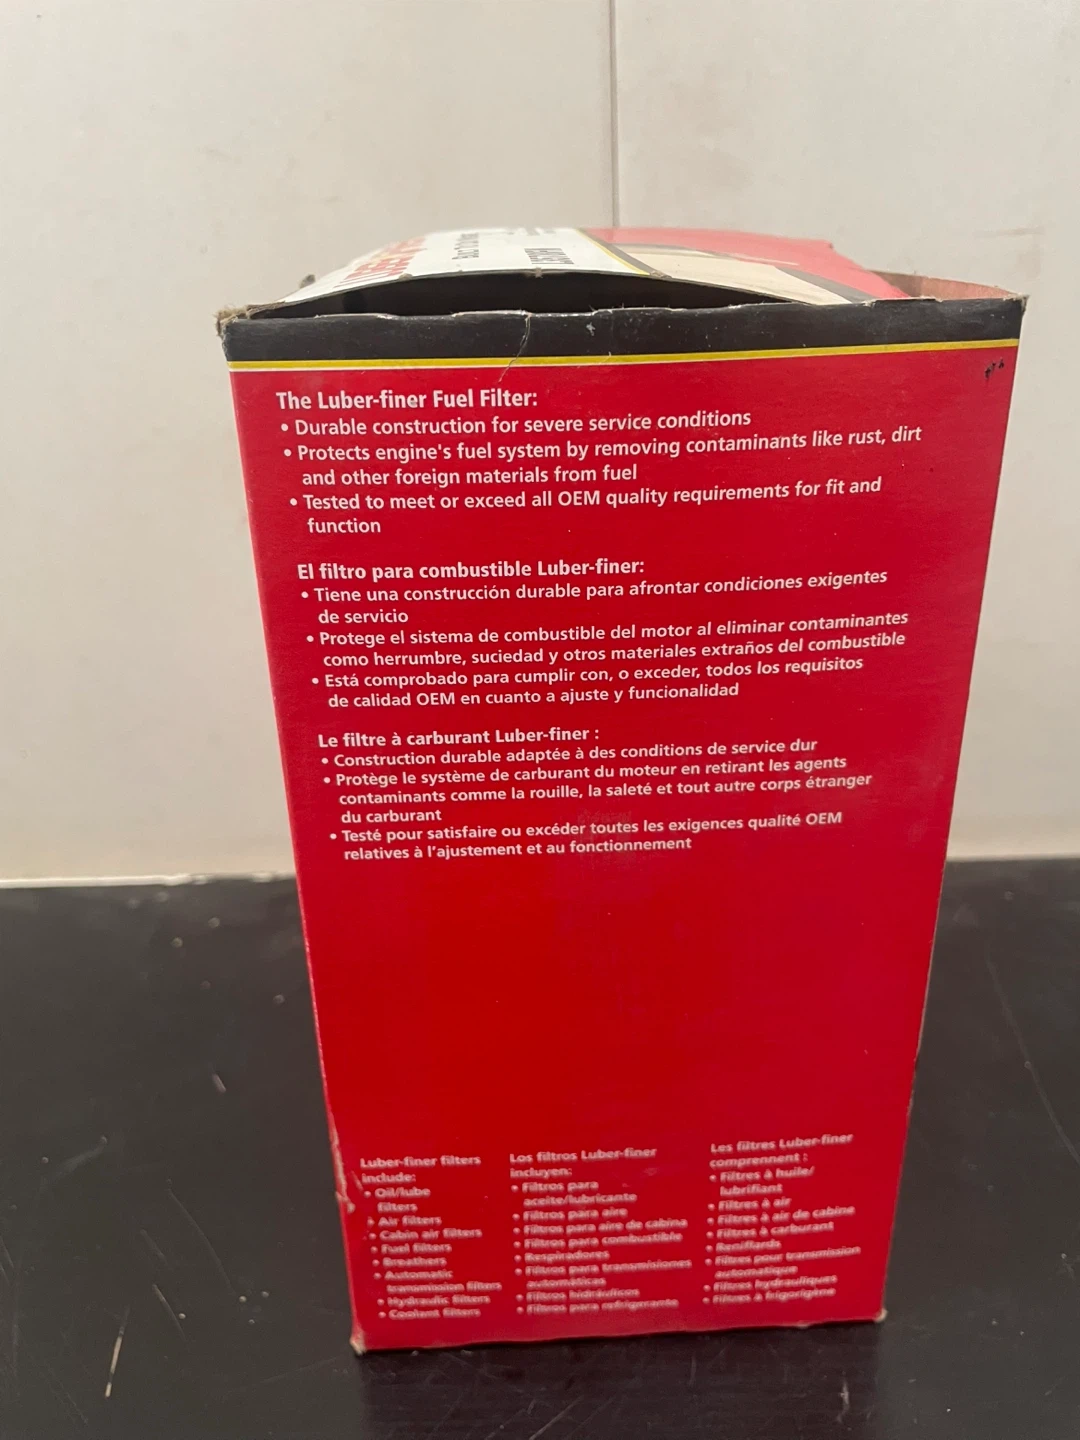 The Luber-finer Fuel Filter:
• Durable construction for severe service conditions
• Protects engine's fuel system by removing contaminants like rust, dirt
and other foreign materials from fuel
• Tested to meet or exceed all OEM quality requirements for fit and
function
El filtro para combustible Luber-finer:
• Tiene una construcción durable para afrontar condiciones exigentes
de servicio
• Protege el sistema de combustible del motor al eliminar contaminantes
como herrumbre, suciedad y otros materiales extraños del combustible
• Está comprobado para cumplir con, o exceder, todos los requisitos
de calidad OEM en cuanto a ajuste y funcionalidad
Le filtre à carburant Luber-finer :
• Construction durable adaptée à des conditions de service dur
• Protège le système de carburant du moteur en retirant les agents
contaminants comme la rouille, la saleté et tout autre corps étranger
du carburant
• Testé pour satisfaire ou excéder toutes les exigences qualité OEM
relatives à l'ajustement et au fonctionnement
Luber-finer filters
include:
• Oil/lube
filters
• Air filters
• Cabin air filters
• Fuel filters
• Breathers
• Automatic
transmission filters
• Hydraulic filters
• Coolant filters
Los filtros Luber-finer
incluyen:
• Filtros para
aceite/lubricante
• Filtros para aire
• Filtros para aire de cabina
• Filtros para combustible
• Respiradores
• Filtros para transmisiones
automáticas
• Filtros hidráulicos
• Filtros para refrigerante
Les filtres Luber-finer
comprennent :
• Filtres à huile/
lubrifiant
• Filtres à air
• Filtres à air de cabine
• Filtres à carburant
• Reniflards
• Filtres pour transmission
automatique
• Filtres hydrauliques
• Filtres à frigorigène